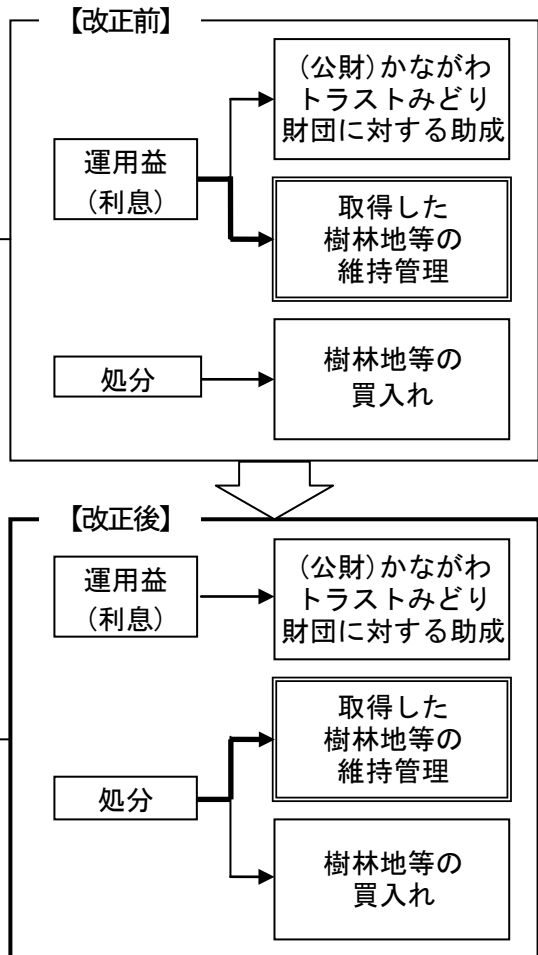 【改正前】
(公財)かながわ
トラストみどり
財団に対する助成
運用益
(利息)
取得した
樹林地等の
維持管理
処分
樹林地等の
買入れ
【改正後】
運用益
(利息)
(公財)かながわ
トラストみどり
財団に対する助成
取得した
樹林地等の
維持管理
処分
樹林地等の
買入れ